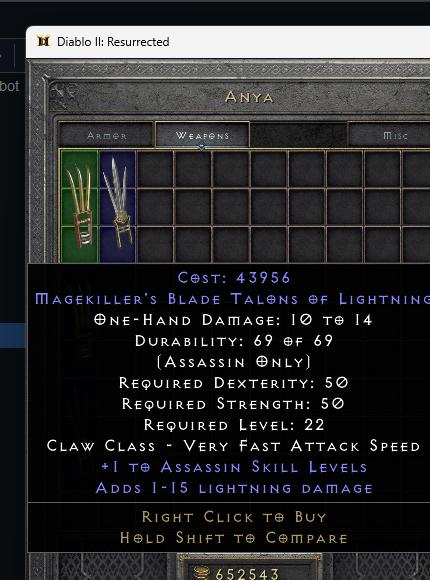 bot
Diablo II: Resurrected
Anya
Armor Weapons Misc
Cost: 43956
Magekiller's Blade Talons of Lightning
One-Hand Damage: 10 to 14
Durability: 69 of 69
(Assassin Only)
Required Dexterity: 50
Required Strength: 50
Required Level: 22
Claw Class - Very Fast Attack Speed
+1 to Assassin Skill Levels
Adds 1-15 lightning damage
Right Click to Buy
Hold Shift to Compare
652543